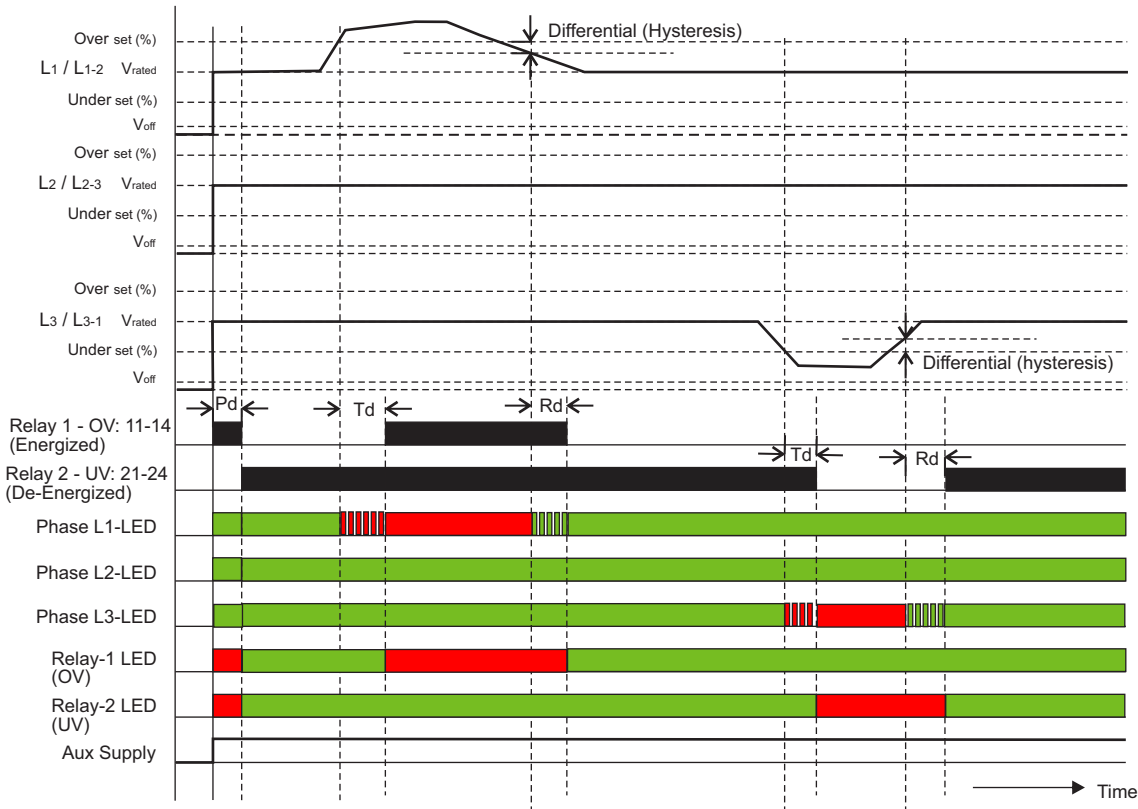 Differential (Hysteresis)
Over set (%)
L1 / L1-2 Vrated
Under set (%)
Voff
Over set (%)
L2 / L2-3 Vrated
Under set (%)
Voff
Over set (%)
L3 / L3-1 Vrated
Under set (%)
Differential (hysteresis)
Voff
Pd
Td
Rd
Relay 1 - OV: 11-14
(Energized)
Td
Rd
Relay 2 - UV: 21-24
(De-Energized)
Phase L1-LED
Phase L2-LED
Phase L3-LED
Relay-1 LED
(OV)
Relay-2 LED
(UV)
Aux Supply
Time